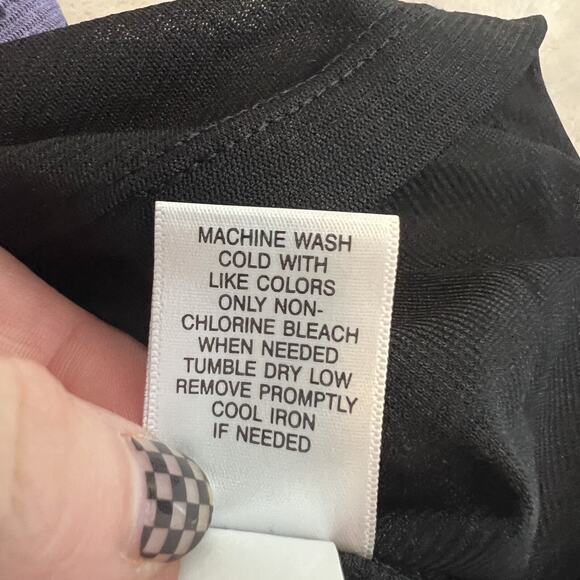 MACHINE WASH
COLD WITH
LIKE COLORS
ONLY NON-
CHLORINE BLEACH
WHEN NEEDED
TUMBLE DRY LOW
REMOVE PROMPTLY
COOL IRON
IF NEEDED